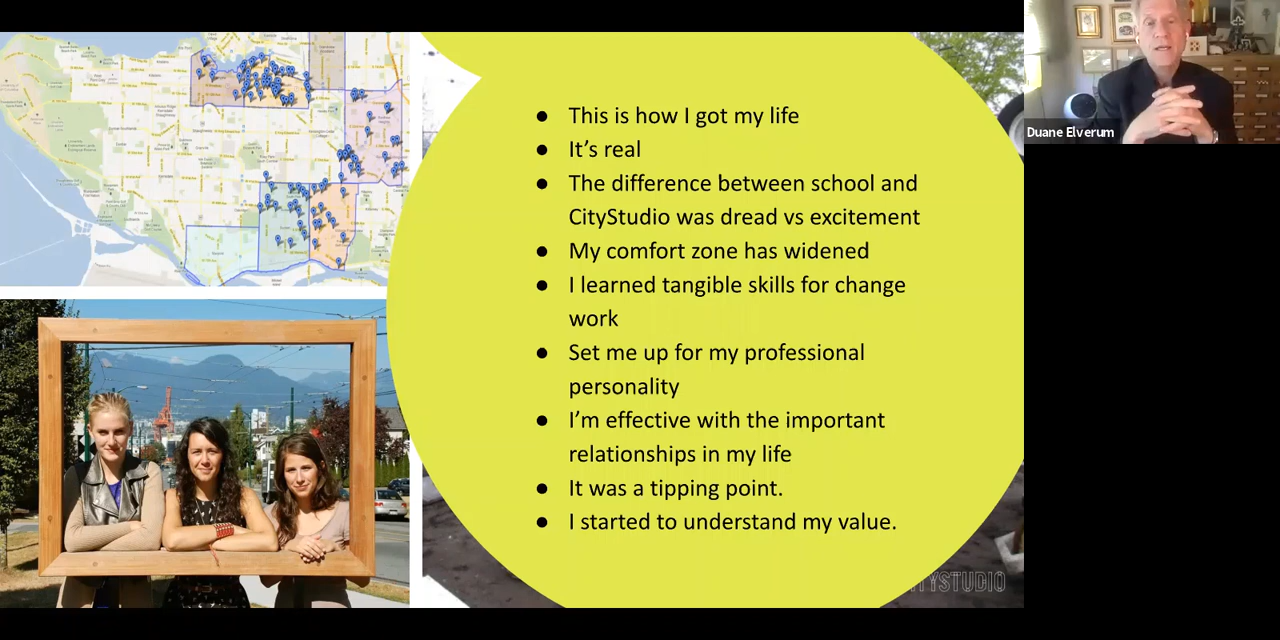 ● This is how I got my life
● It’s real
● The difference between school and
CityStudio was dread vs excitement
● My comfort zone has widened
● I learned tangible skills for change
work
● Set me up for my professional
personality
● I’m effective with the important
relationships in my life
● It was a tipping point.
● I started to understand my value.
Duane Elverum